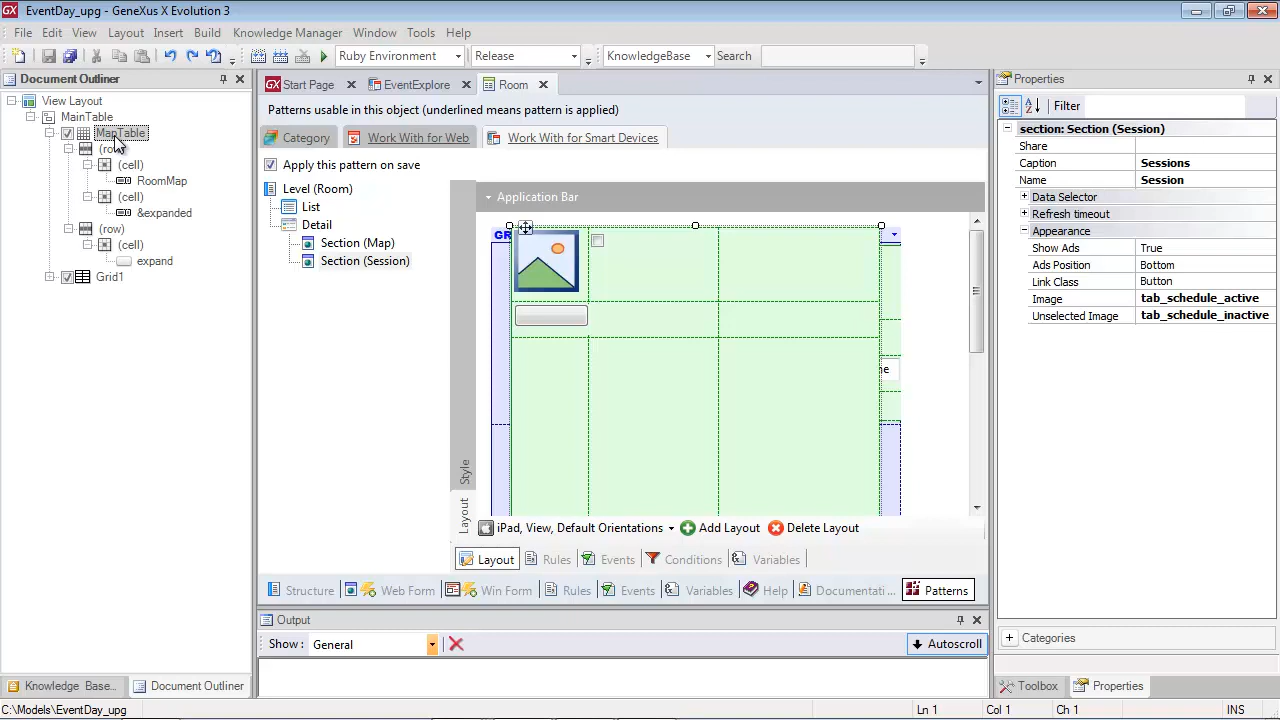 EventDay_upg - GeneXus X Evolution 3
File Edit View Layout Insert Build Knowledge Manager Window Tools Help
Ruby Environment Release KnowledgeBase Search
Document Outliner
View Layout
MainTable
MapTable
(row)
(cell)
RoomMap
(cell)
&expanded
(row)
(cell)
expand
Grid1
Knowledge Base... Document Outliner
Start Page EventExplore Room
Patterns usable in this object (underlined means pattern is applied)
Category Work With for Web Work With for Smart Devices
Apply this pattern on save
Level (Room)
List
Detail
Section (Map)
Section (Session)
Style
Layout
Application Bar
GR
ne
iPad, View, Default Orientations Add Layout Delete Layout
Layout Rules Events Conditions Variables
Structure Web Form Win Form Rules Events Variables Help Documentati ... Patterns
Output
Show: General Autoscroll
Properties
Filter
section: Section (Session)
Share
Caption Sessions
Name Session
Data Selector
Refresh timeout
Appearance
Show Ads True
Ads Position Bottom
Link Class Button
Image tab_schedule_active
Unselected Image tab_schedule_inactive
Categories
Toolbox Properties
C:\Models\EventDay_upg Ln 1 Col 1 Ch 1 INS